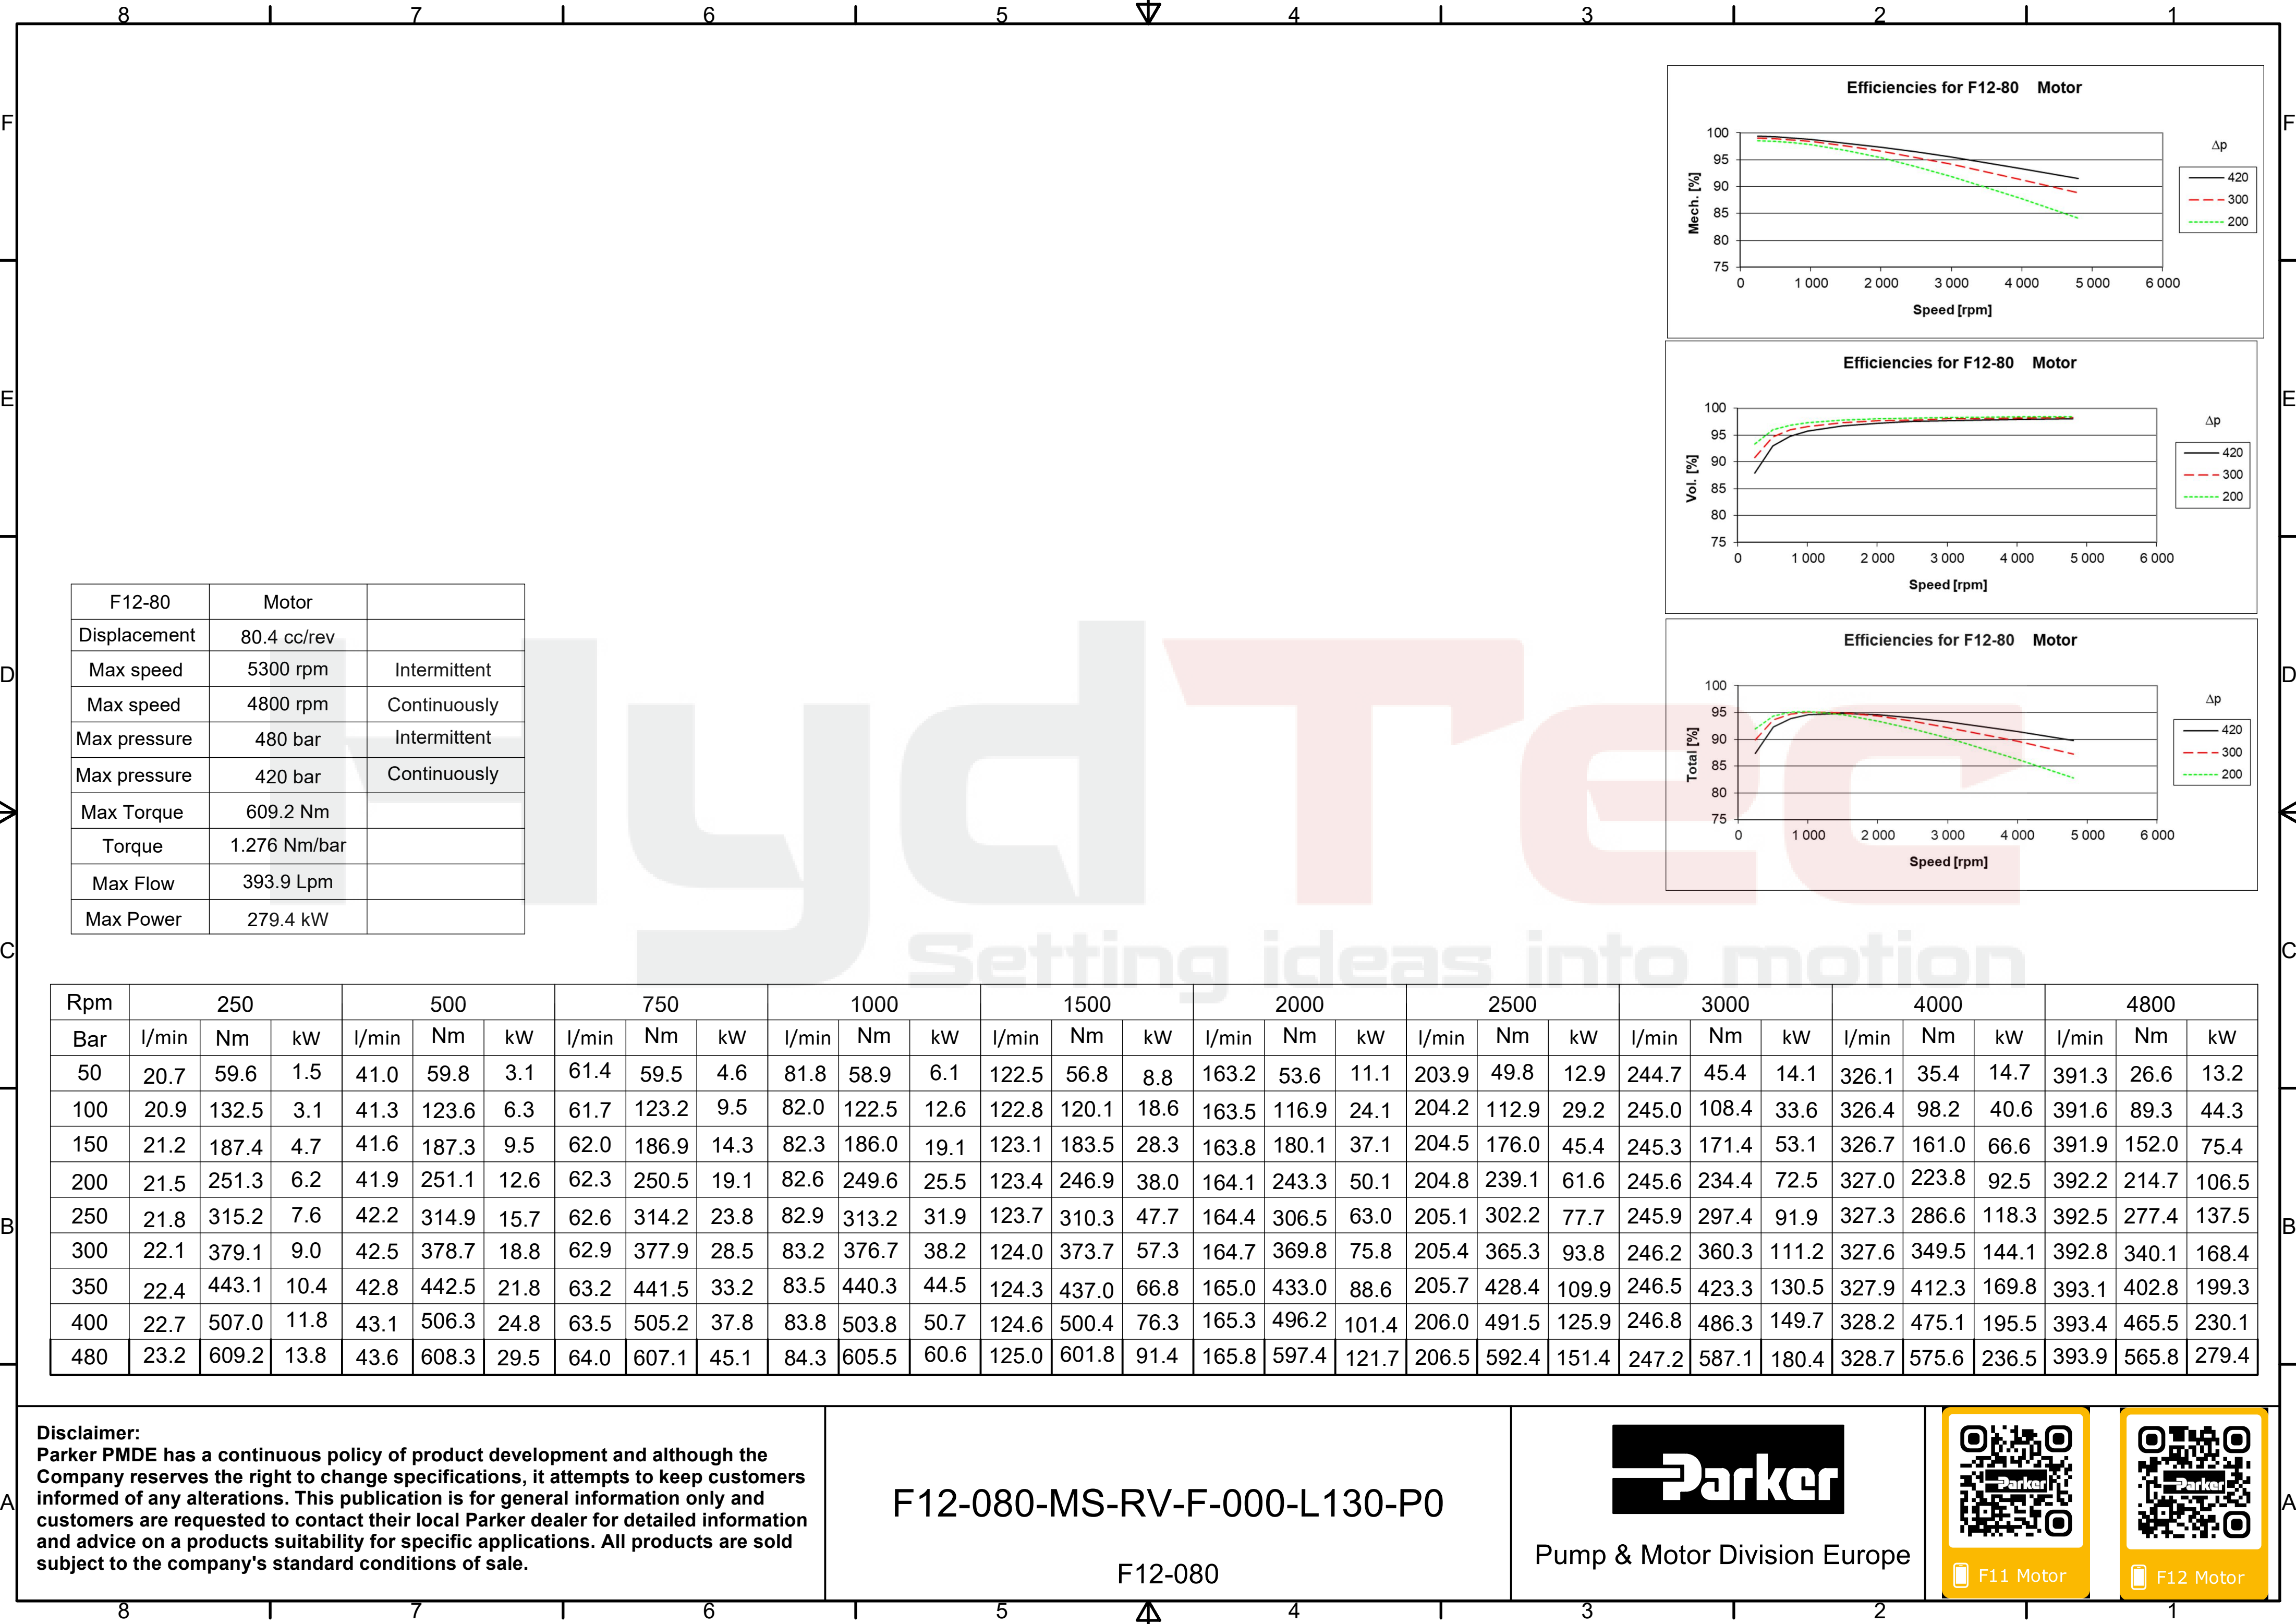 8 7 6 5 4 3 2 1
F F
E E
D D
C C
B B
A A
Efficiencies for F12-80 Motor
Mech. [%]
100
95
90
85
80
75
0 1 000 2 000 3 000 4 000 5 000 6 000
Speed [rpm]
Δp
420
300
200
Efficiencies for F12-80 Motor
Vol. [%]
100
95
90
85
80
75
0 1 000 2 000 3 000 4 000 5 000 6 000
Speed [rpm]
Δp
420
300
200
Efficiencies for F12-80 Motor
Total [%]
100
95
90
85
80
75
0 1 000 2 000 3 000 4 000 5 000 6 000
Speed [rpm]
Δp
420
300
200
HydTec
Setting ideas into motion
F12-80 Motor
Displacement 80.4 cc/rev
Max speed 5300 rpm Intermittent
Max speed 4800 rpm Continuously
Max pressure 480 bar Intermittent
Max pressure 420 bar Continuously
Max Torque 609.2 Nm
Torque 1.276 Nm/bar
Max Flow 393.9 Lpm
Max Power 279.4 kW
Rpm 250 500 750 1000 1500 2000 2500 3000 4000 4800
Bar l/min Nm kW l/min Nm kW l/min Nm kW l/min Nm kW l/min Nm kW l/min Nm kW l/min Nm kW l/min Nm kW l/min Nm kW l/min Nm kW
50 20.7 59.6 1.5 41.0 59.8 3.1 61.4 59.5 4.6 81.8 58.9 6.1 122.5 56.8 8.8 163.2 53.6 11.1 203.9 49.8 12.9 244.7 45.4 14.1 326.1 35.4 14.7 391.3 26.6 13.2
100 20.9 132.5 3.1 41.3 123.6 6.3 61.7 123.2 9.5 82.0 122.5 12.6 122.8 120.1 18.6 163.5 116.9 24.1 204.2 112.9 29.2 245.0 108.4 33.6 326.4 98.2 40.6 391.6 89.3 44.3
150 21.2 187.4 4.7 41.6 187.3 9.5 62.0 186.9 14.3 82.3 186.0 19.1 123.1 183.5 28.3 163.8 180.1 37.1 204.5 176.0 45.4 245.3 171.4 53.1 326.7 161.0 66.6 391.9 152.0 75.4
200 21.5 251.3 6.2 41.9 251.1 12.6 62.3 250.5 19.1 82.6 249.6 25.5 123.4 246.9 38.0 164.1 243.3 50.1 204.8 239.1 61.6 245.6 234.4 72.5 327.0 223.8 92.5 392.2 214.7 106.5
250 21.8 315.2 7.6 42.2 314.9 15.7 62.6 314.2 23.8 82.9 313.2 31.9 123.7 310.3 47.7 164.4 306.5 63.0 205.1 302.2 77.7 245.9 297.4 91.9 327.3 286.6 118.3 392.5 277.4 137.5
300 22.1 379.1 9.0 42.5 378.7 18.8 62.9 377.9 28.5 83.2 376.7 38.2 124.0 373.7 57.3 164.7 369.8 75.8 205.4 365.3 93.8 246.2 360.3 111.2 327.6 349.5 144.1 392.8 340.1 168.4
350 22.4 443.1 10.4 42.8 442.5 21.8 63.2 441.5 33.2 83.5 440.3 44.5 124.3 437.0 66.8 165.0 433.0 88.6 205.7 428.4 109.9 246.5 423.3 130.5 327.9 412.3 169.8 393.1 402.8 199.3
400 22.7 507.0 11.8 43.1 506.3 24.8 63.5 505.2 37.8 83.8 503.8 50.7 124.6 500.4 76.3 165.3 496.2 101.4 206.0 491.5 125.9 246.8 486.3 149.7 328.2 475.1 195.5 393.4 465.5 230.1
480 23.2 609.2 13.8 43.6 608.3 29.5 64.0 607.1 45.1 84.3 605.5 60.6 125.0 601.8 91.4 165.8 597.4 121.7 206.5 592.4 151.4 247.2 587.1 180.4 328.7 575.6 236.5 393.9 565.8 279.4
Disclaimer:
Parker PMDE has a continuous policy of product development and although the
Company reserves the right to change specifications, it attempts to keep customers
informed of any alterations. This publication is for general information only and
customers are requested to contact their local Parker dealer for detailed information
and advice on a products suitability for specific applications. All products are sold
subject to the company's standard conditions of sale.
F12-080-MS-RV-F-000-L130-P0
F12-080
Parker
Pump & Motor Division Europe
Parker
F11 Motor
Parker
F12 Motor
8 7 6 5 4 3 2 1